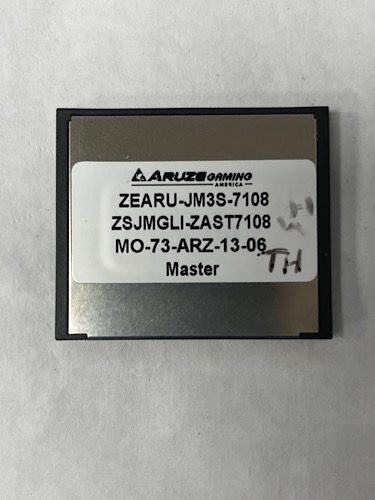 ARUZE GAMING
AMERICA
ZEARU-JM3S-7108
ZSJMGLI-ZAST7108
MO-73-ARZ-13-06
Master
TH